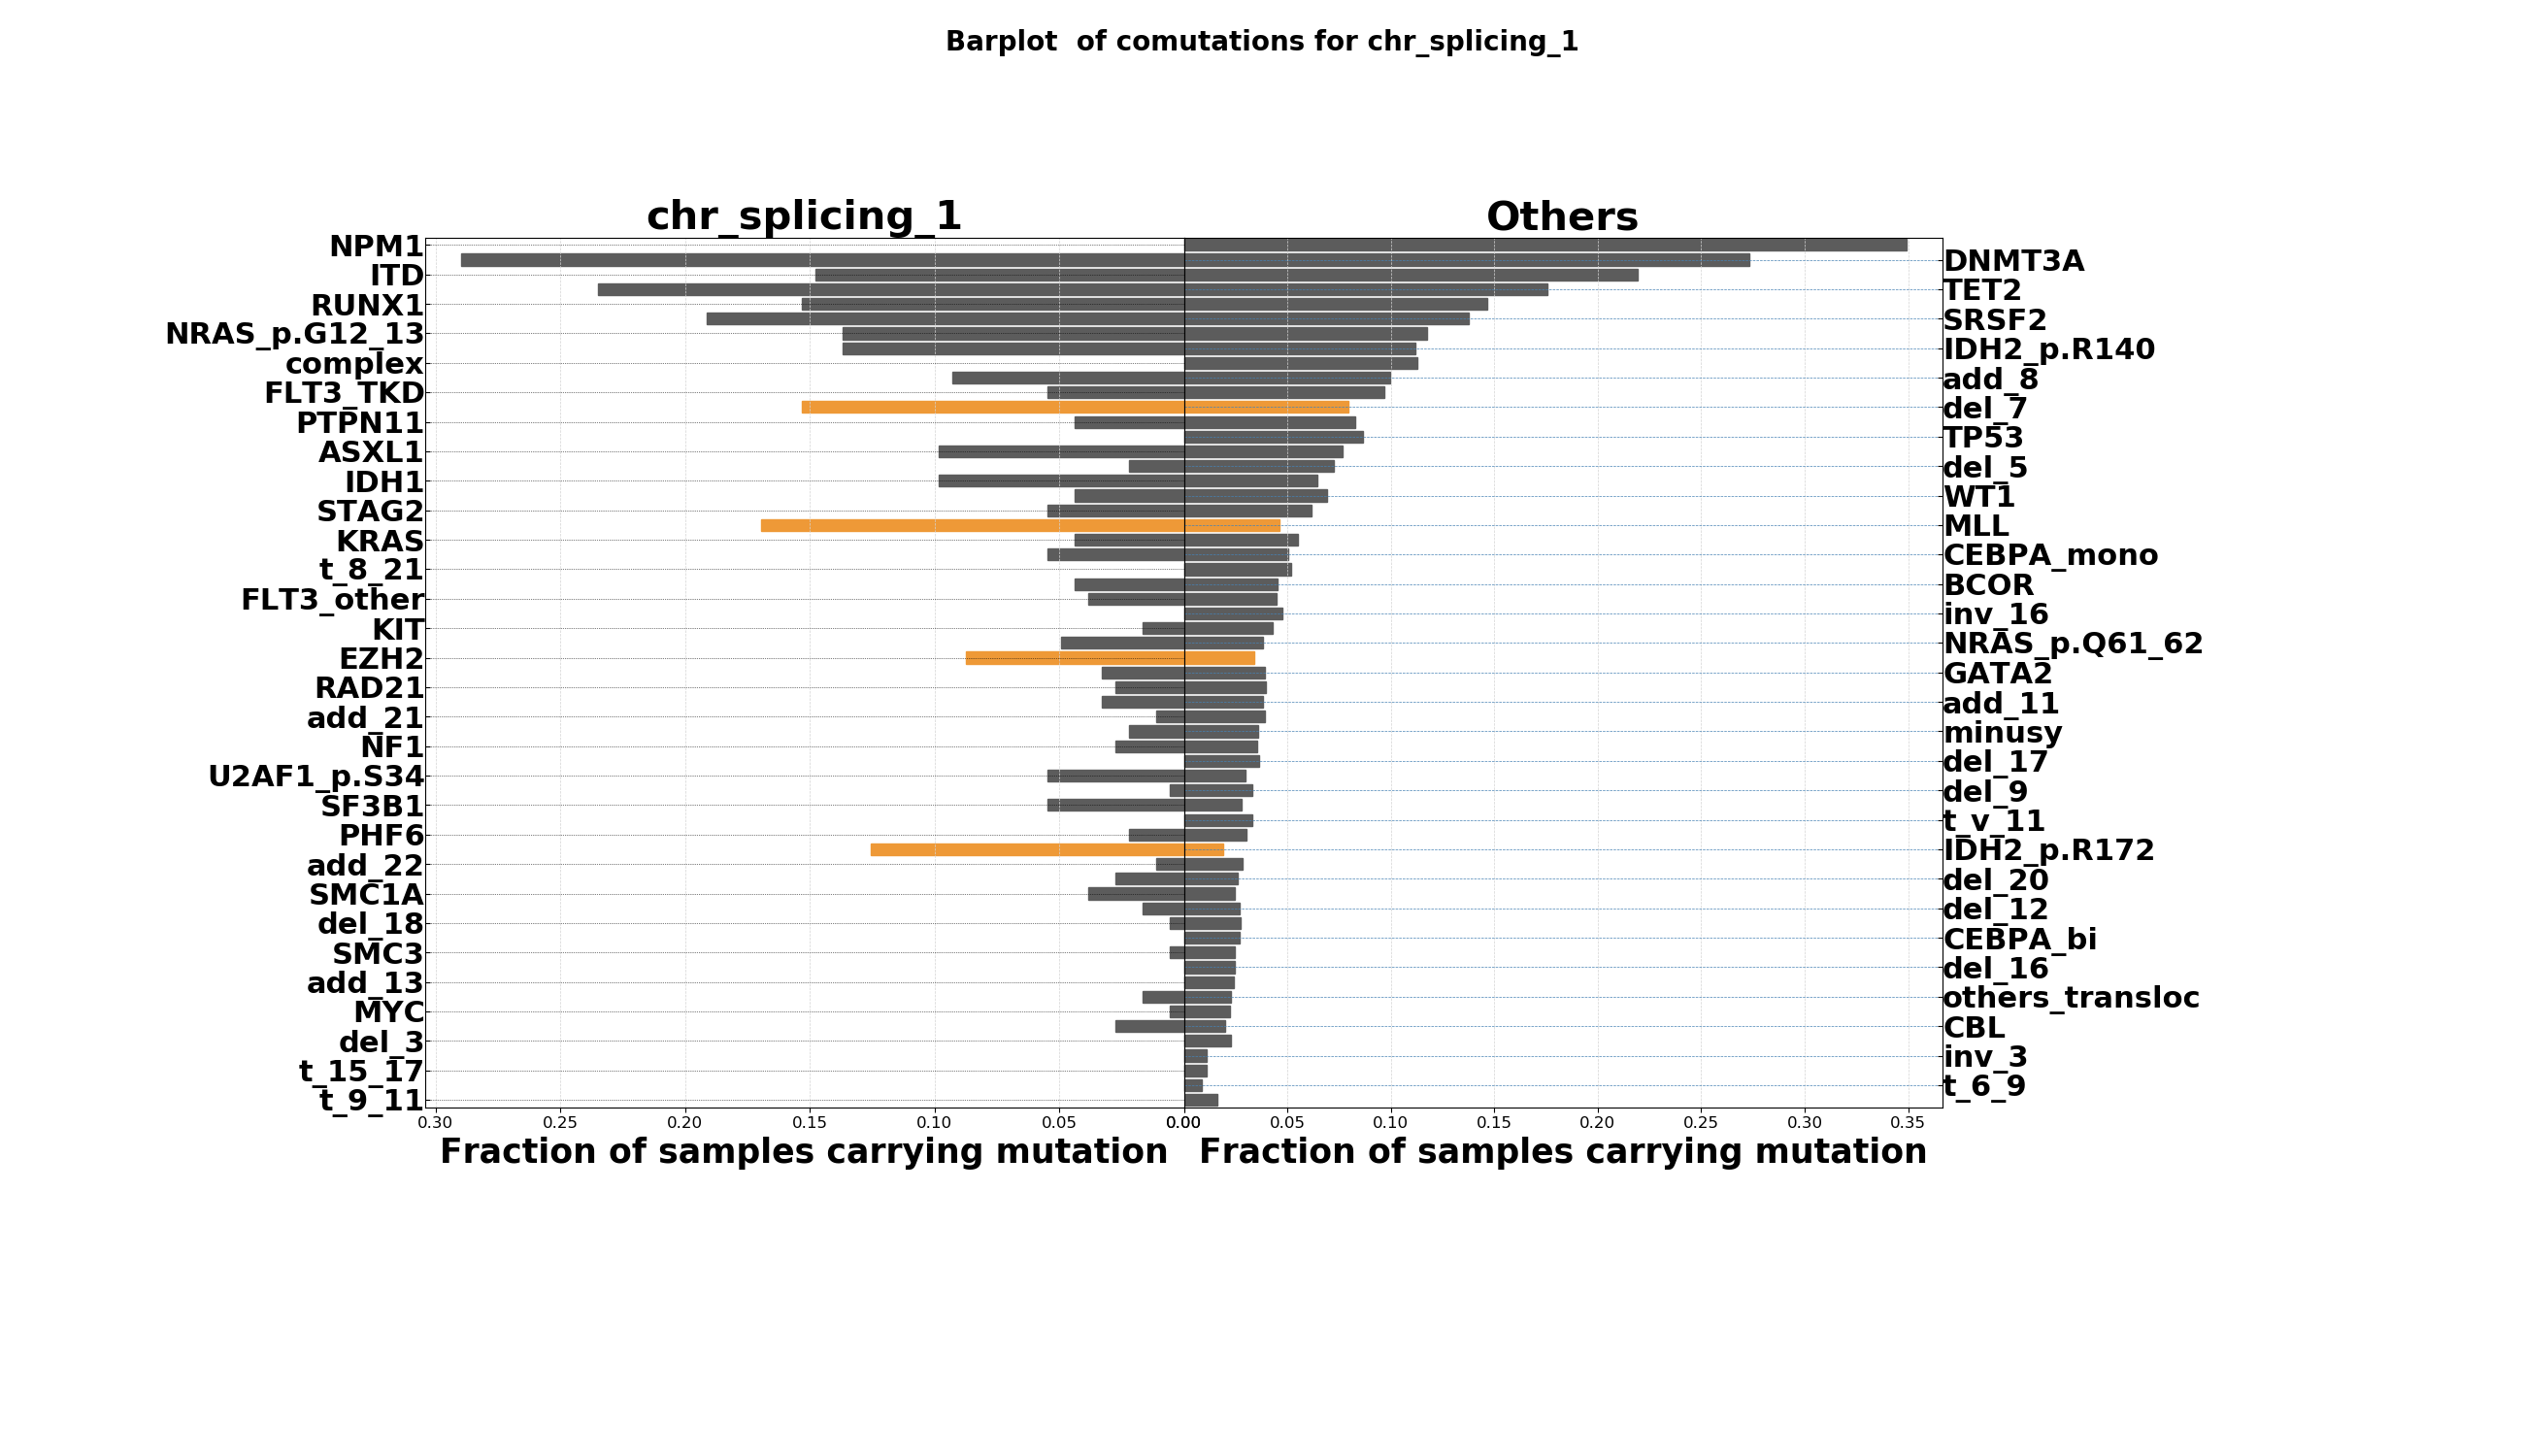 Barplot  of comutations for chr_splicing_1
chr_splicing_1
Others
NPM1
DNMT3A
ITD
TET2
RUNX1
SRSF2
NRAS_p.G12_13
IDH2_p.R140
complex
add_8
FLT3_TKD
del_7
PTPN11
TP53
ASXL1
del_5
IDH1
WT1
STAG2
MLL
KRAS
CEBPA_mono
t_8_21
BCOR
FLT3_other
inv_16
KIT
NRAS_p.Q61_62
EZH2
GATA2
RAD21
add_11
add_21
minusy
NF1
del_17
U2AF1_p.S34
del_9
SF3B1
t_v_11
PHF6
IDH2_p.R172
add_22
del_20
SMC1A
del_12
del_18
CEBPA_bi
SMC3
del_16
add_13
others_transloc
MYC
CBL
del_3
inv_3
t_15_17
t_6_9
t_9_11
0.30 0.25 0.20 0.15 0.10 0.05 0.00
0.00 0.05 0.10 0.15 0.20 0.25 0.30 0.35
Fraction of samples carrying mutation
Fraction of samples carrying mutation